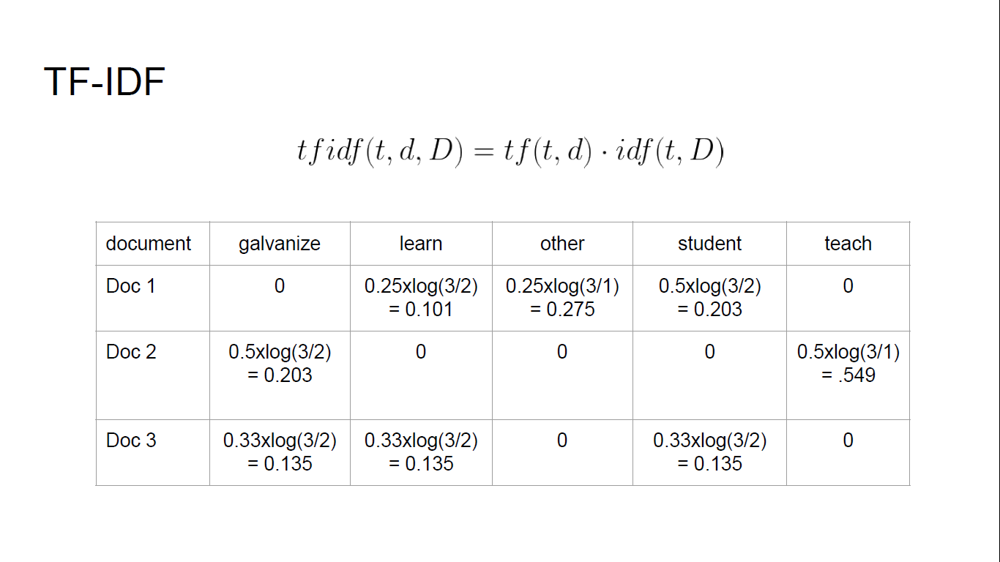 TF-IDF
tfidf(t, d, D) = tf(t, d) · idf(t, D)
document galvanize learn other student teach
Doc 1 0 0.25xlog(3/2) 0.25xlog(3/1) 0.5xlog(3/2) 0
= 0.101 = 0.275 = 0.203
Doc 2 0.5xlog(3/2) 0 0 0 0.5xlog(3/1)
= 0.203 = .549
Doc 3 0.33xlog(3/2) 0.33xlog(3/2) 0 0.33xlog(3/2) 0
= 0.135 = 0.135 = 0.135